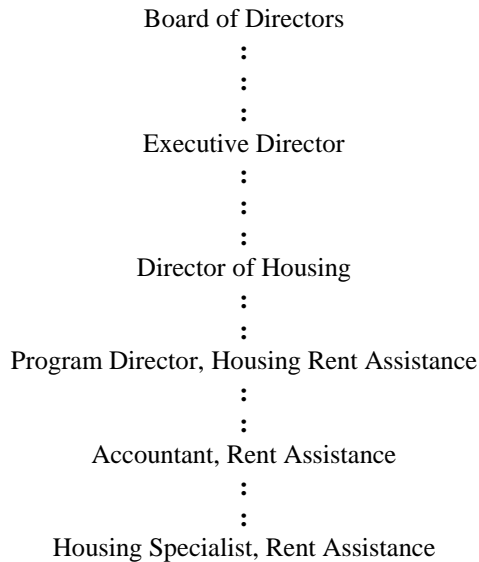 Board of Directors
:
:
:
Executive Director
:
:
:
Director of Housing
:
:
Program Director, Housing Rent Assistance
:
:
Accountant, Rent Assistance
:
:
Housing Specialist, Rent Assistance